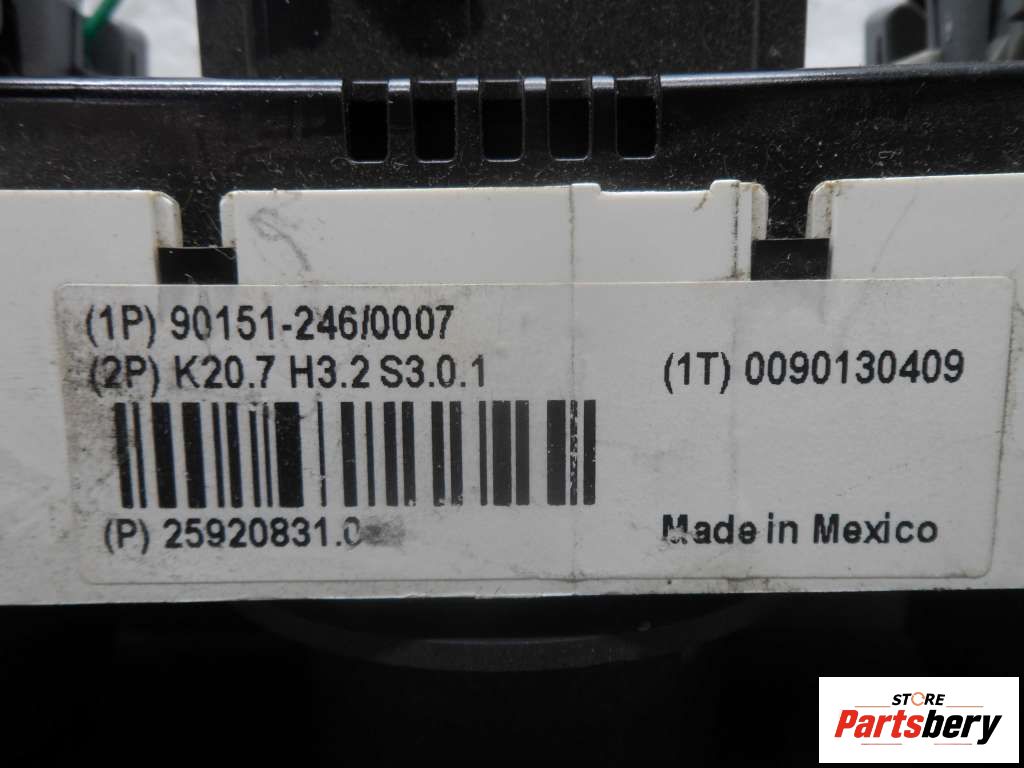 (1P) 90151-246/0007
(2P) K20.7 H3.2 S3.0.1
(1T) 0090130409
(P) 25920831.0
Made in Mexico
STORE
Partsbery